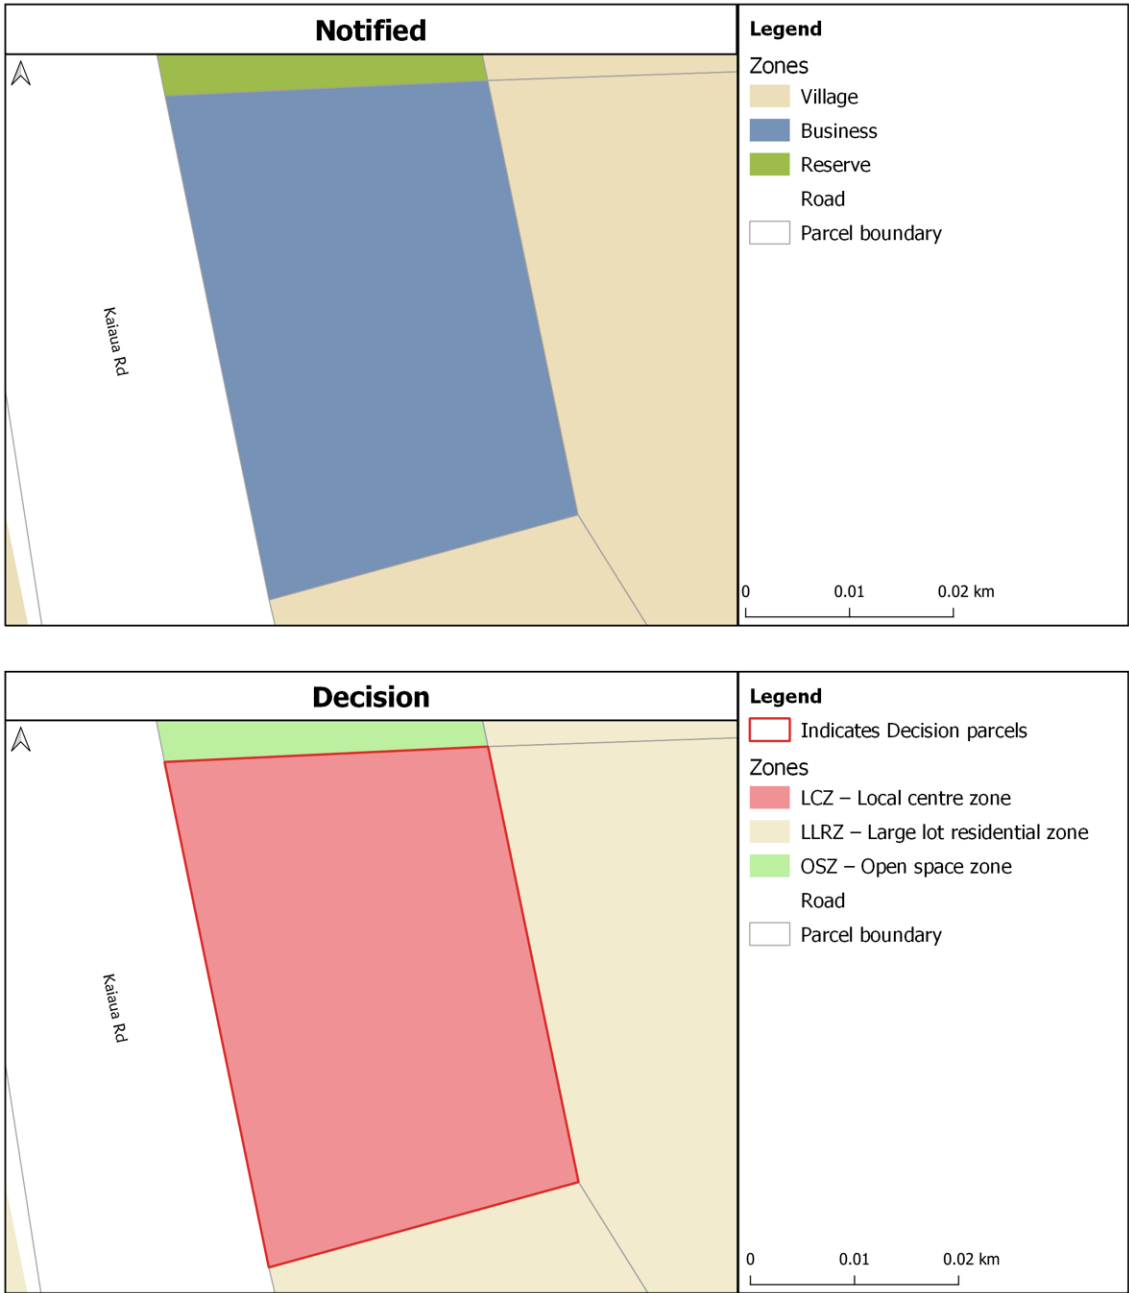 Notified
Kaiaua Rd
Legend
Zones
Village
Business
Reserve
Road
Parcel boundary
0 0.01 0.02 km
Decision
Kaiaua Rd
Legend
Indicates Decision parcels
Zones
LCZ – Local centre zone
LLRZ – Large lot residential zone
OSZ – Open space zone
Road
Parcel boundary
0 0.01 0.02 km